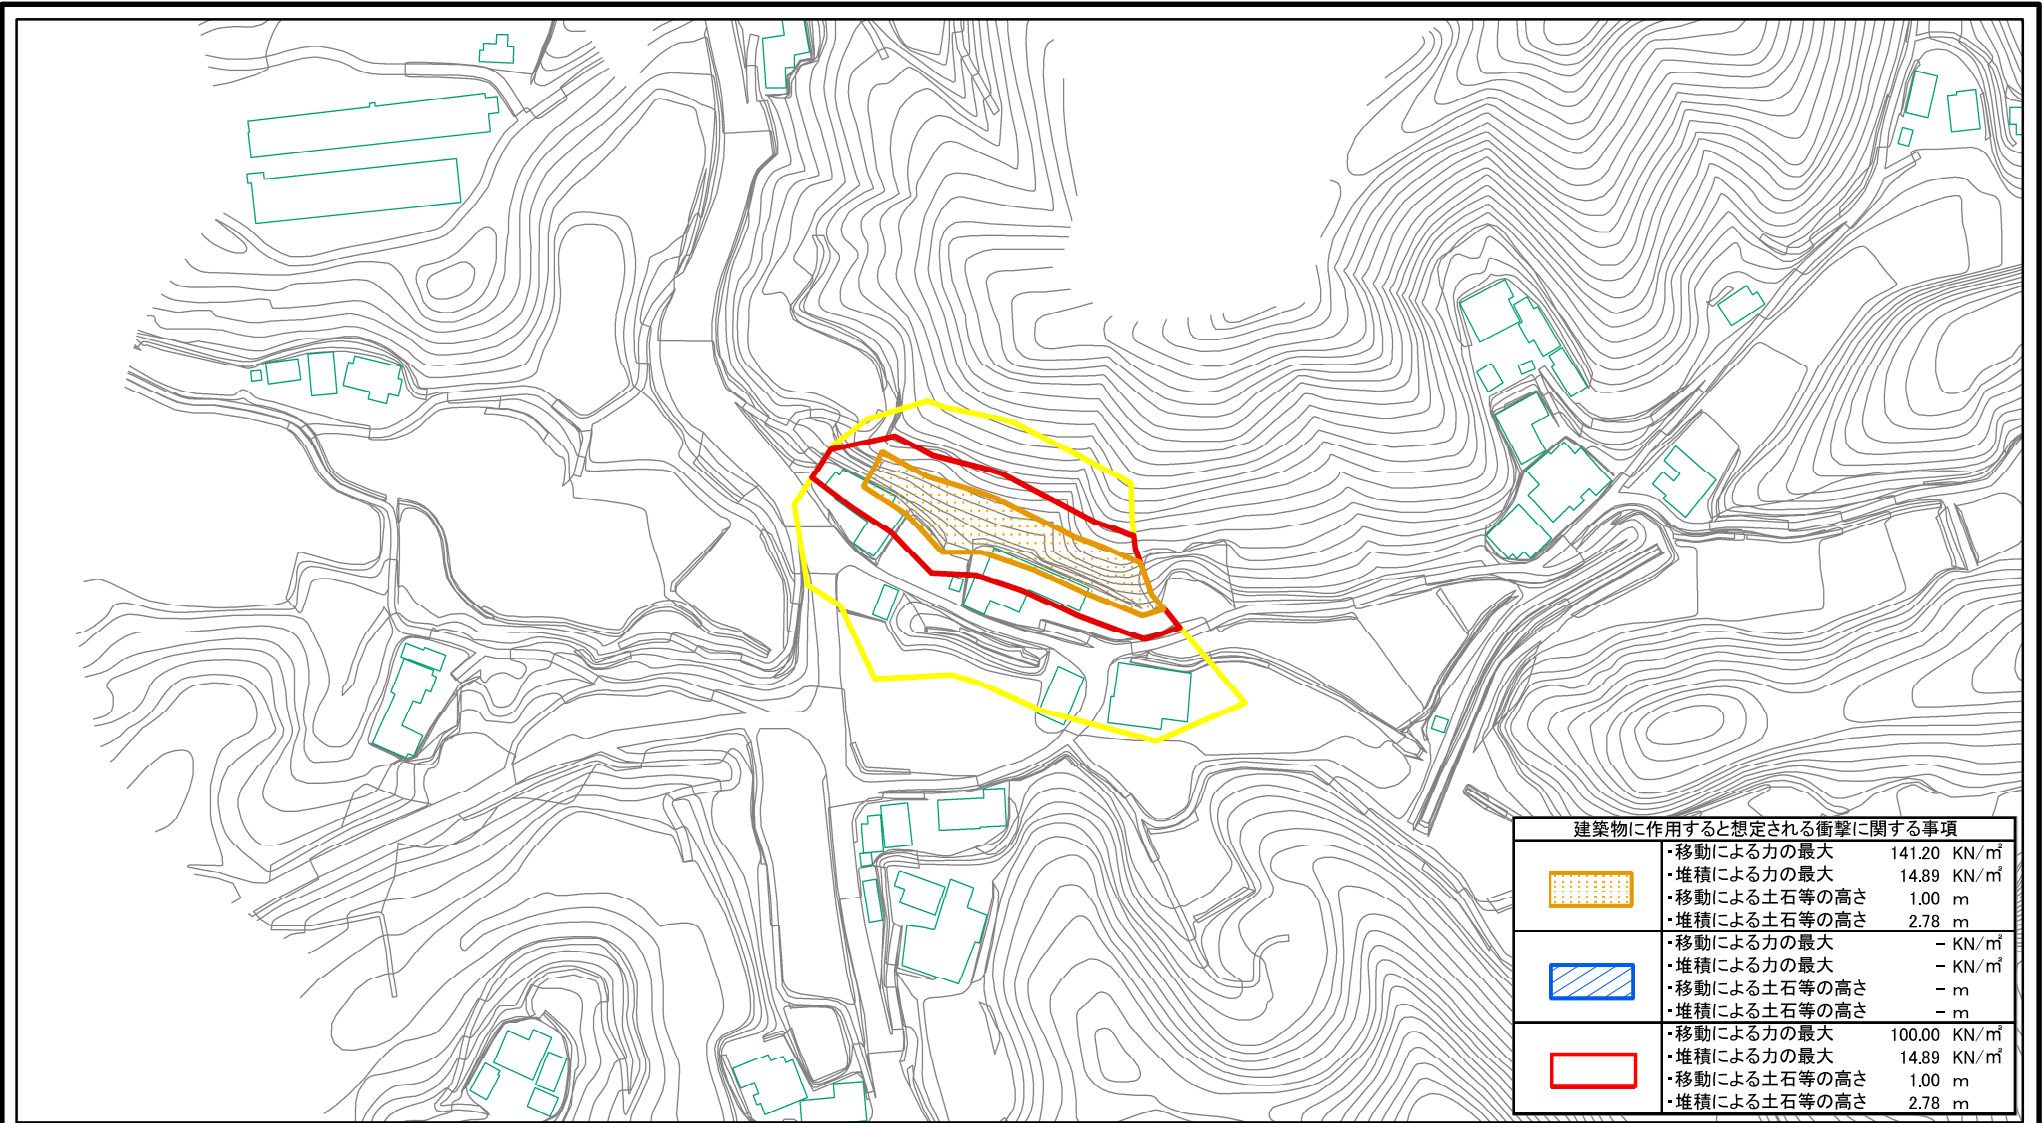 建築物に作用すると想定される衝撃に関する事項
・移動による力の最大 141.20 KN/㎡
・堆積による力の最大 14.89 KN/㎡
・移動による土石等の高さ 1.00 m
・堆積による土石等の高さ 2.78 m
・移動による力の最大 − KN/㎡
・堆積による力の最大 − KN/㎡
・移動による土石等の高さ − m
・堆積による土石等の高さ − m
・移動による力の最大 100.00 KN/㎡
・堆積による力の最大 14.89 KN/㎡
・移動による土石等の高さ 1.00 m
・堆積による土石等の高さ 2.78 m